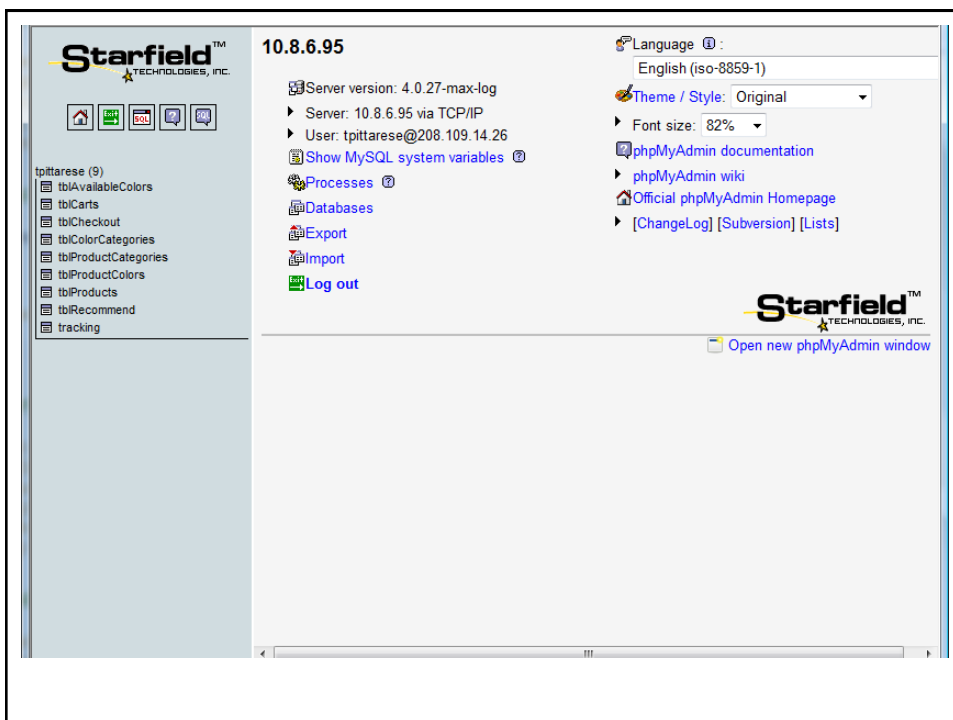 Starfield™
TECHNOLOGIES, INC.
Exit
SQL
?
SQL
tpittarese (9)
tblAvailableColors
tblCarts
tblCheckout
tblColorCategories
tblProductCategories
tblProductColors
tblProducts
tblRecommend
tracking
10.8.6.95
Server version: 4.0.27-max-log
Server: 10.8.6.95 via TCP/IP
User: tpittarese@208.109.14.26
Show MySQL system variables ?
Processes ?
Databases
Export
Import
Exit Log out
Language i :
English (iso-8859-1)
Theme / Style: Original
Font size: 82%
? phpMyAdmin documentation
phpMyAdmin wiki
Official phpMyAdmin Homepage
[ChangeLog] [Subversion] [Lists]
Starfield™
TECHNOLOGIES, INC.
Open new phpMyAdmin window